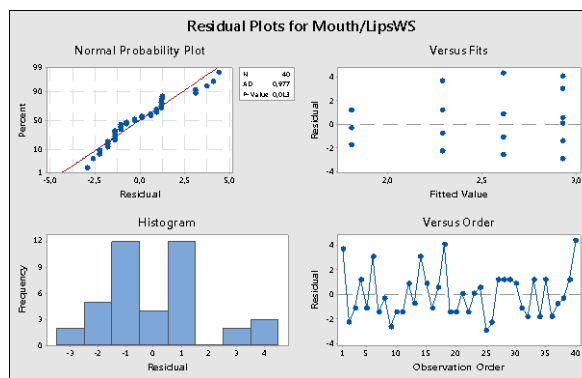 Residual Plots for Mouth/LipsWS
Normal Probability Plot
99
90
50
10
1
Percent
-5,0 -2,5 0,0 2,5 5,0
Residual
N 40
AD 0,977
P-Value 0,013
Versus Fits
4
2
0
-2
-4
Residual
2,0 2,5 3,0
Fitted Value
Histogram
12
9
6
3
0
Frequency
-3 -2 -1 0 1 2 3 4
Residual
Versus Order
4
2
0
-2
-4
Residual
1 5 10 15 20 25 30 35 40
Observation Order